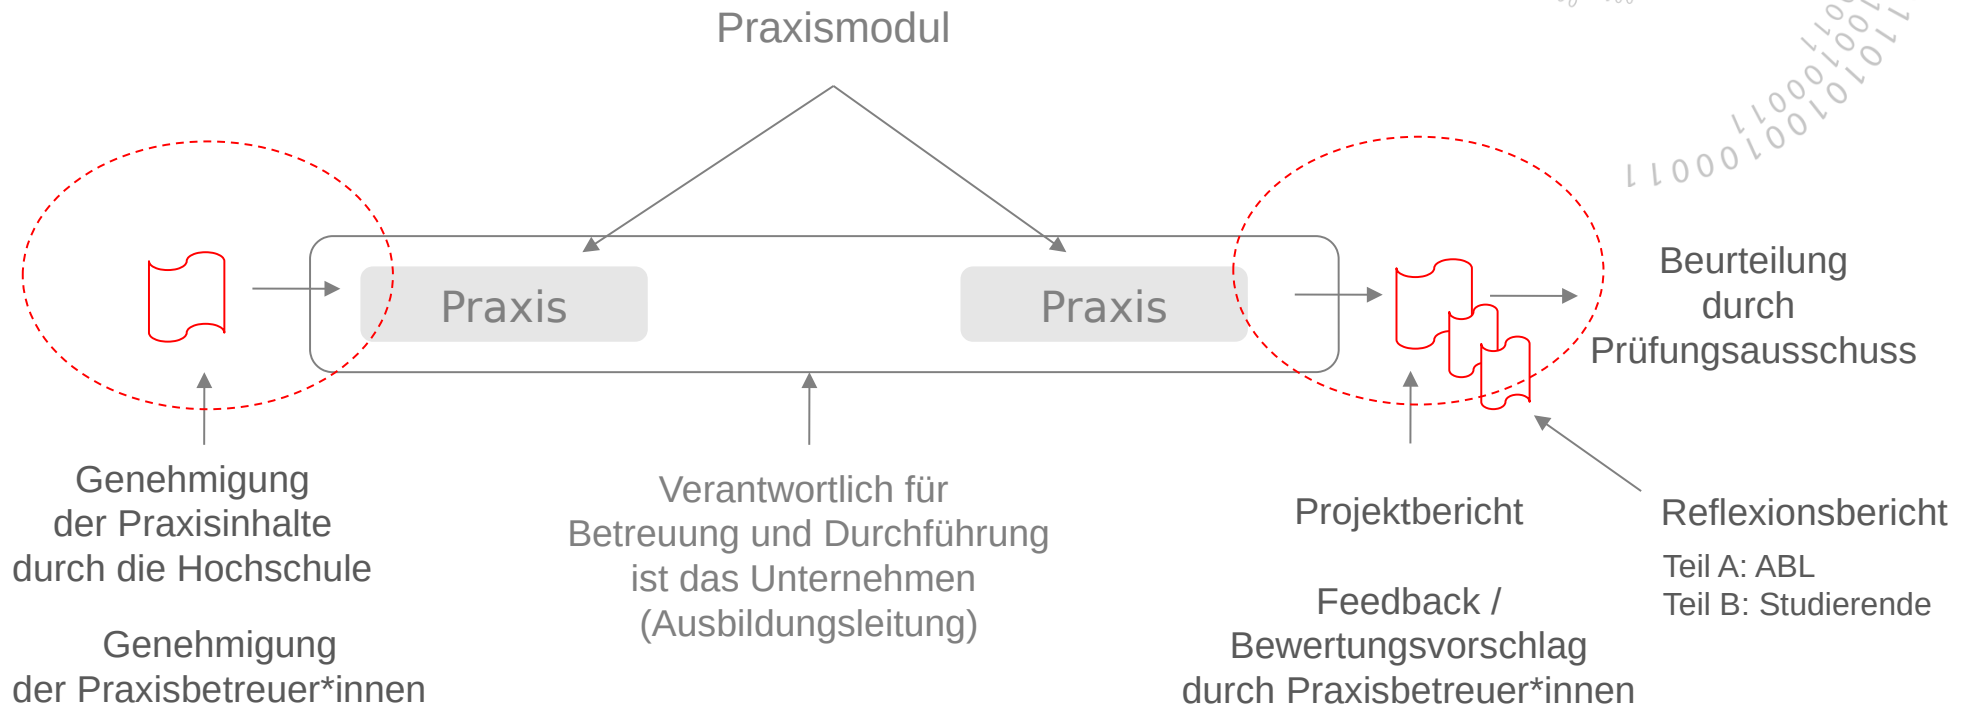 Praxismodul
Praxis
Praxis
Beurteilung
durch
Prüfungsausschuss
Genehmigung
der Praxisinhalte
durch die Hochschule
Genehmigung
der Praxisbetreuer*innen
Verantwortlich für
Betreuung und Durchführung
ist das Unternehmen
(Ausbildungsleitung)
Projektbericht
Feedback /
Bewertungsvorschlag
durch Praxisbetreuer*innen
Reflexionsbericht
Teil A: ABL
Teil B: Studierende